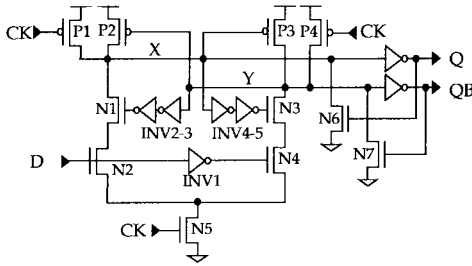 P1 P2 P3 P4
CK CK
X Q
Y QB
N1 INV2-3 INV4-5 N3 N6
D N2 INV1 N4 N7
CK N5